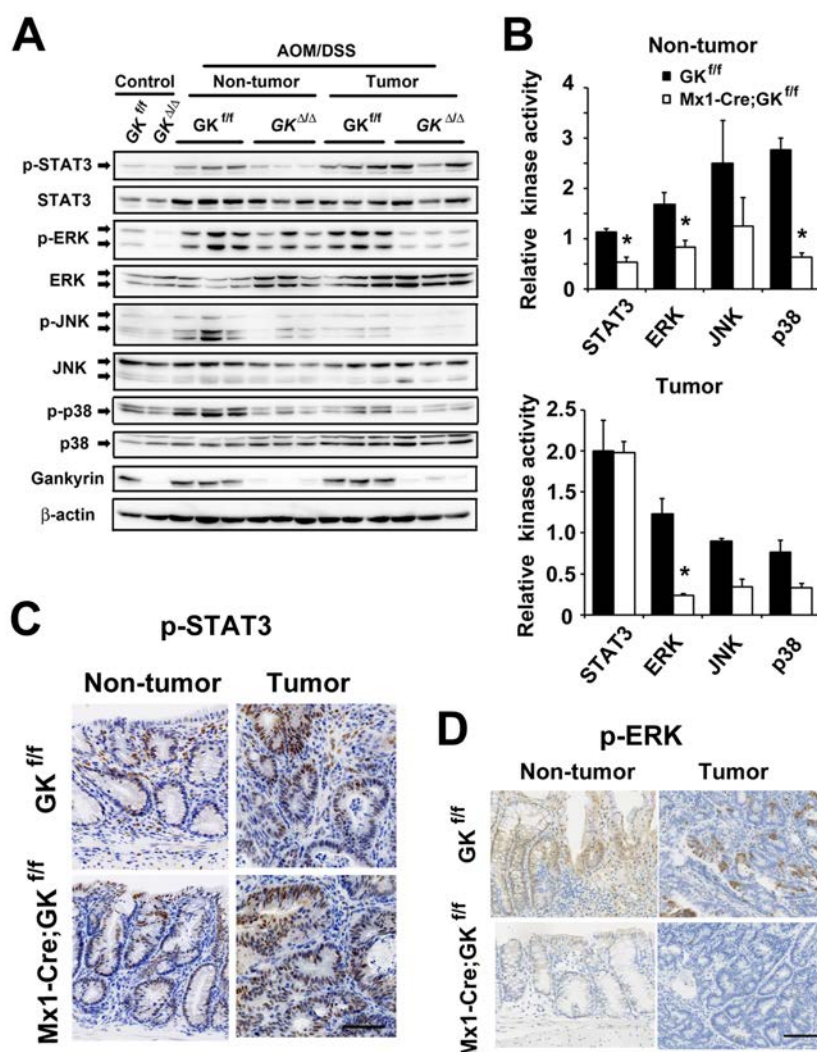 A
AOM/DSS
Control
Non-tumor
Tumor
GK f/f
GK Δ/Δ
GK f/f
GK Δ/Δ
GK f/f
GK Δ/Δ
p-STAT3
STAT3
p-ERK
ERK
p-JNK
JNK
p-p38
p38
Gankyrin
β-actin
B
Non-tumor
GK f/f
Mx1-Cre;GK f/f
Relative kinase activity
4
3
2
1
0
*
*
*
STAT3
ERK
JNK
p38
Tumor
Relative kinase activity
2.5
2.0
1.5
1.0
0.5
0
*
STAT3
ERK
JNK
p38
C
p-STAT3
Non-tumor
Tumor
GK f/f
Mx1-Cre;GK f/f
D
p-ERK
Non-tumor
Tumor
GK f/f
Mx1-Cre;GK f/f